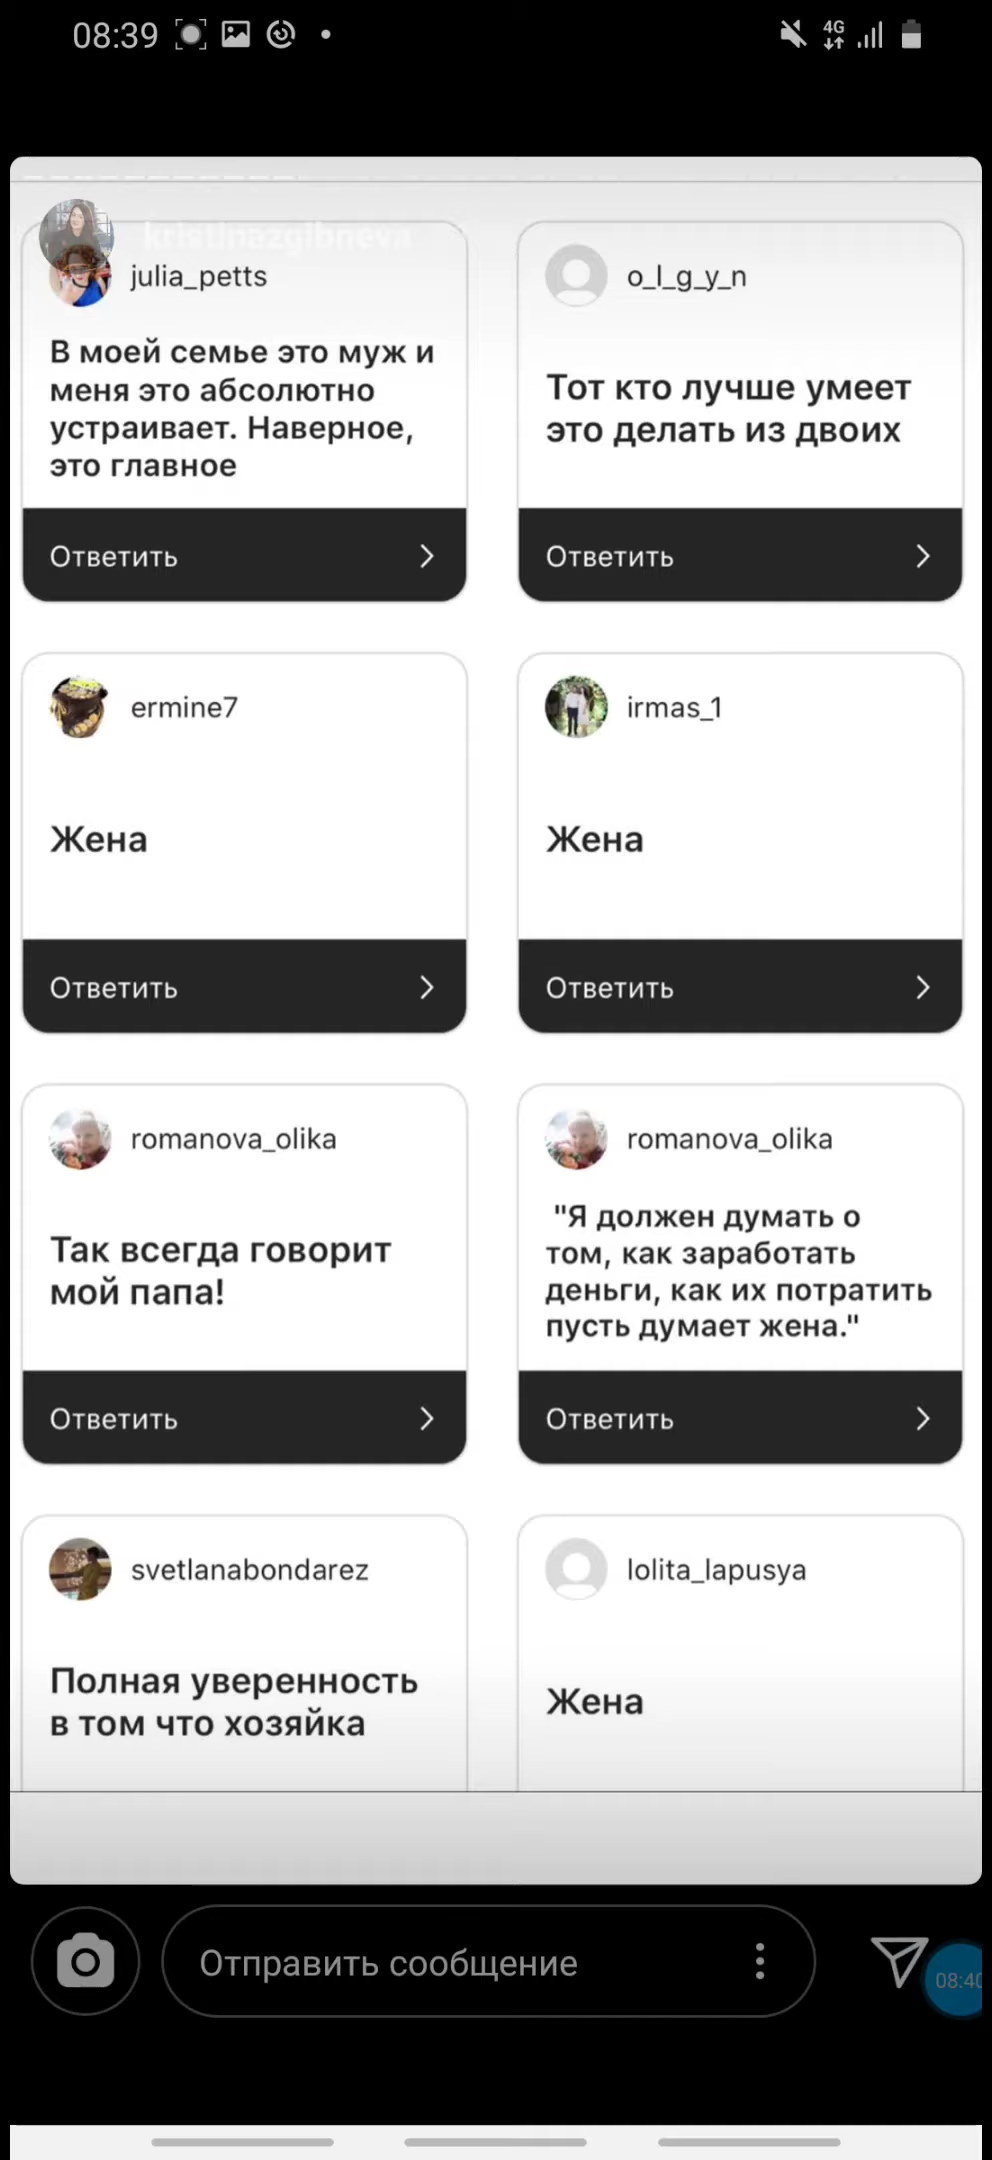 08:39
4G
kristinazgibneva
julia_petts
В моей семье это муж и
меня это абсолютно
устраивает. Наверное,
это главное
Ответить
o_l_g_y_n
Тот кто лучше умеет
это делать из двоих
Ответить
ermine7
Жена
Ответить
irmas_1
Жена
Ответить
romanova_olika
Так всегда говорит
мой папа!
Ответить
romanova_olika
"Я должен думать о
том, как заработать
деньги, как их потратить
пусть думает жена."
Ответить
svetlanabondarez
Полная уверенность
в том что хозяйка
lolita_lapusya
Жена
Отправить сообщение
08:40